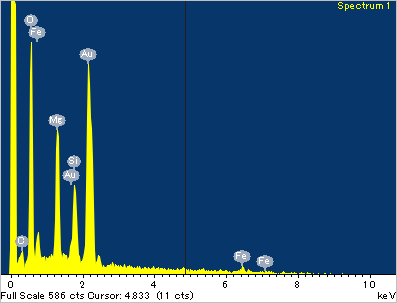 Spectrum 1
O
Fe
Au
Mg
Si
Au
O
Fe
Fe
0 2 4 6 8 10
Full Scale 586 cts Cursor: 4.833 (11 cts) keV